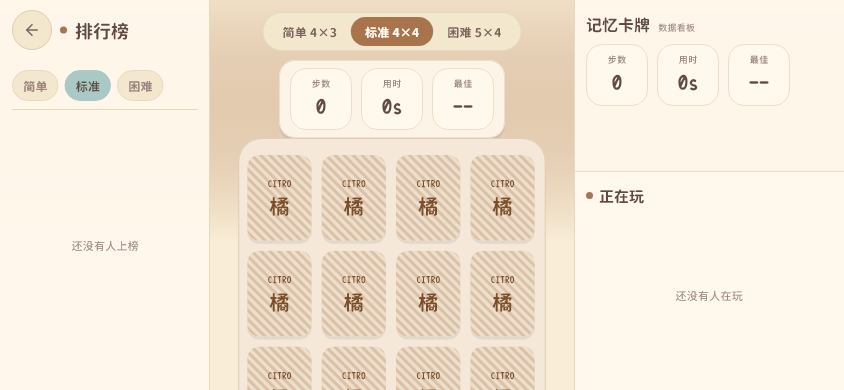 排行榜
简单 标准 困难
还没有人上榜
简单 4×3 标准 4×4 困难 5×4
步数 用时 最佳
0 0s --
CITRO CITRO CITRO CITRO
橘 橘 橘 橘
CITRO CITRO CITRO CITRO
橘 橘 橘 橘
CITRO CITRO CITRO CITRO
记忆卡牌 数据看板
步数 用时 最佳
0 0s --
正在玩
还没有人在玩